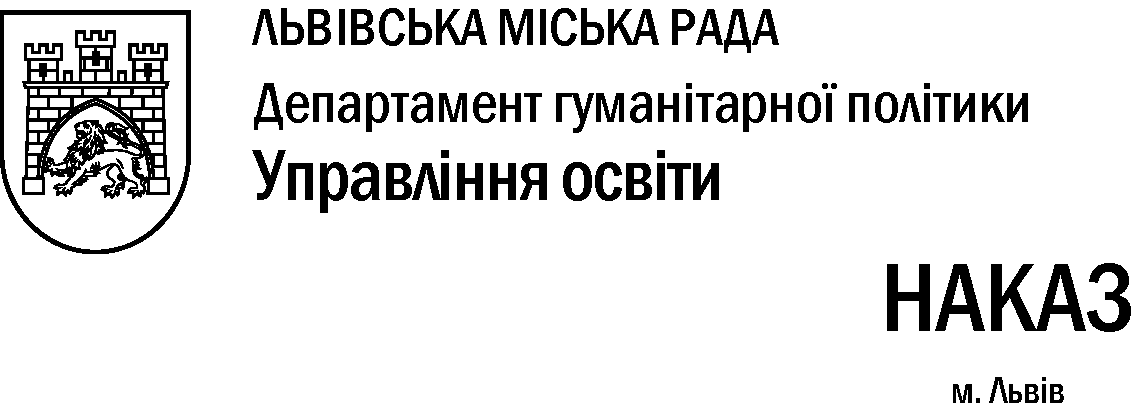 ЛЬВІВСЬКА МІСЬКА РАДА
Департамент гуманітарної політики
Управління освіти
НАКАЗ
м. Львів